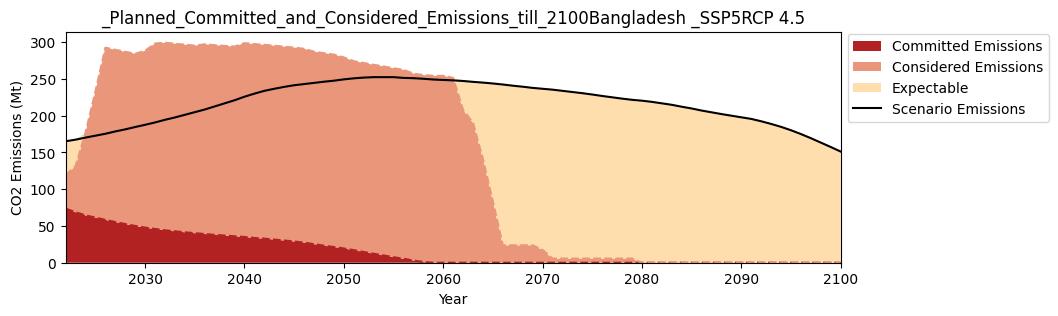 _Planned_Committed_and_Considered_Emissions_till_2100Bangladesh _SSP5RCP 4.5
300
250
200
150
100
50
0
CO2 Emissions (Mt)
2030 2040 2050 2060 2070 2080 2090 2100
Year
Committed Emissions
Considered Emissions
Expectable
Scenario Emissions